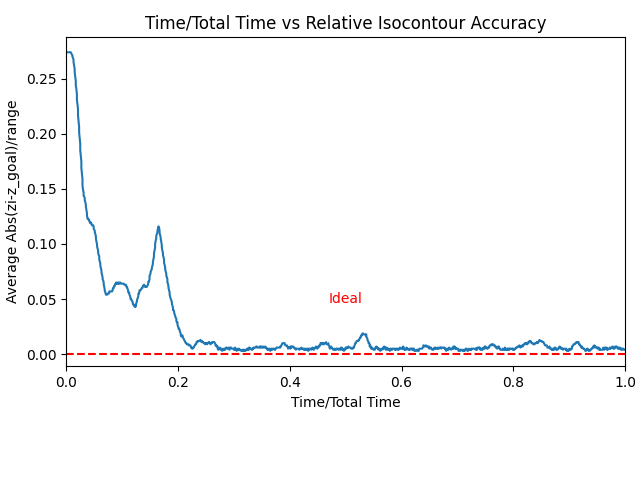 Time/Total Time vs Relative Isocontour Accuracy
Average Abs(zi-z_goal)/range
0.25
0.20
0.15
0.10
0.05
0.00
Ideal
0.0 0.2 0.4 0.6 0.8 1.0
Time/Total Time